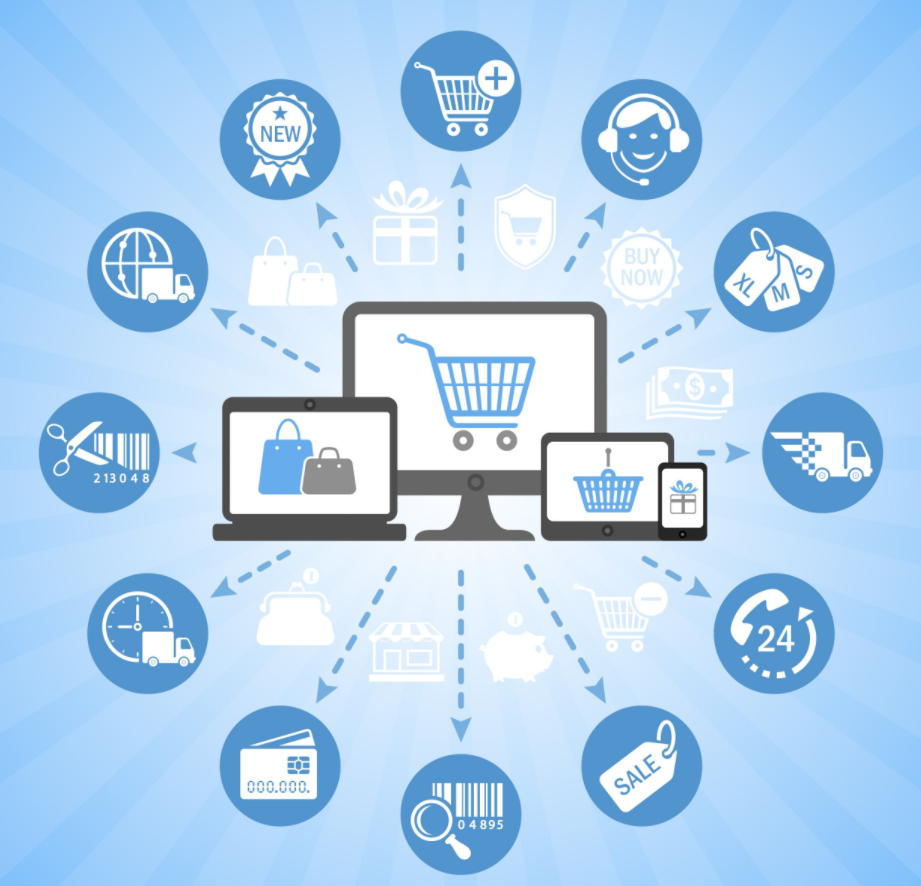 NEW
BUY
NOW
XL
M
S
$
213048
24
000.000.
SALE
04895